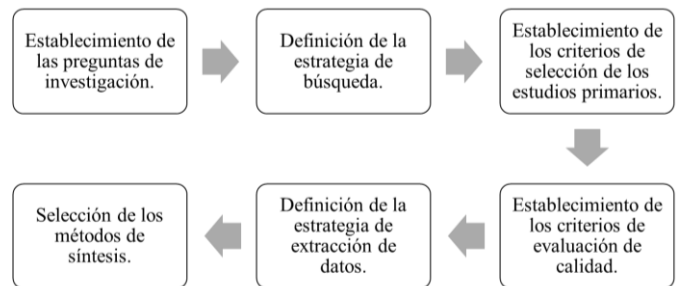 Establecimiento de
las preguntas de
investigación.
Definición de la
estrategia de
búsqueda.
Establecimiento de
los criterios de
selección de los
estudios primarios.
Establecimiento de
los criterios de
evaluación de
calidad.
Definición de la
estrategia de
extracción de
datos.
Selección de los
métodos de
síntesis.